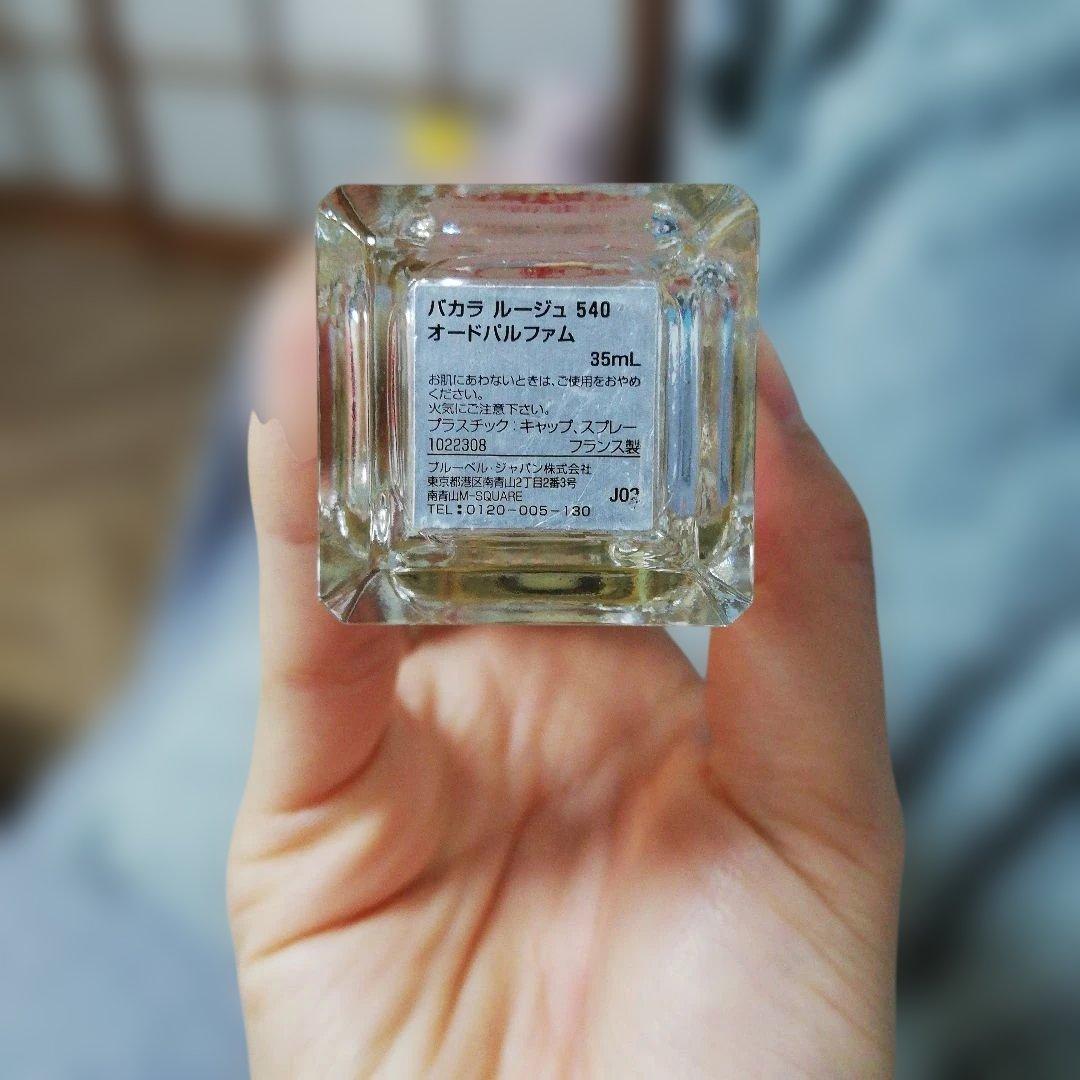 バカラ ルージュ 540
オードパルファム
35mL
お肌にあわないときは、ご使用をおやめ
ください。
火気にご注意下さい。
プラスチック：キャップ、スプレー
1022308 フランス製
ブルーベル・ジャパン株式会社
東京都港区南青山2丁目2番3号
南青山M-SQUARE
TEL：0120-005-130